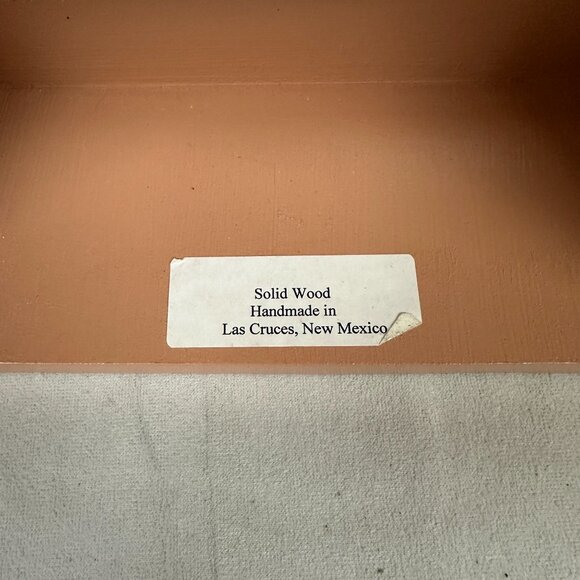 Solid Wood
Handmade in
Las Cruces, New Mexico